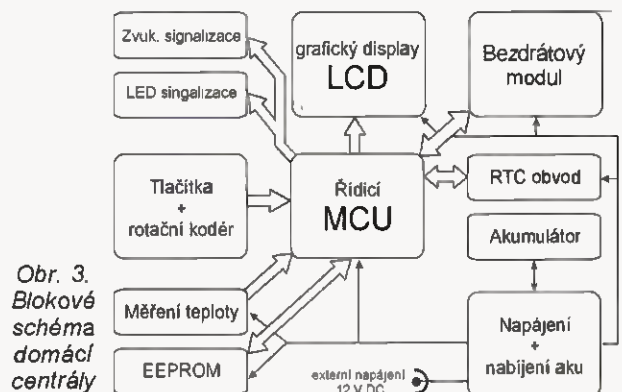 Zvuk. signalizace
LED singalizace
grafický display
LCD
Bezdrátový
modul
Tlačítka
+
rotační kodér
Řídicí
MCU
RTC obvod
Akumulátor
Měření teploty
EEPROM
Napájení
+
nabíjení aku
externí napájení
12 V DC
Obr. 3.
Blokové
schéma
domácí
centrály